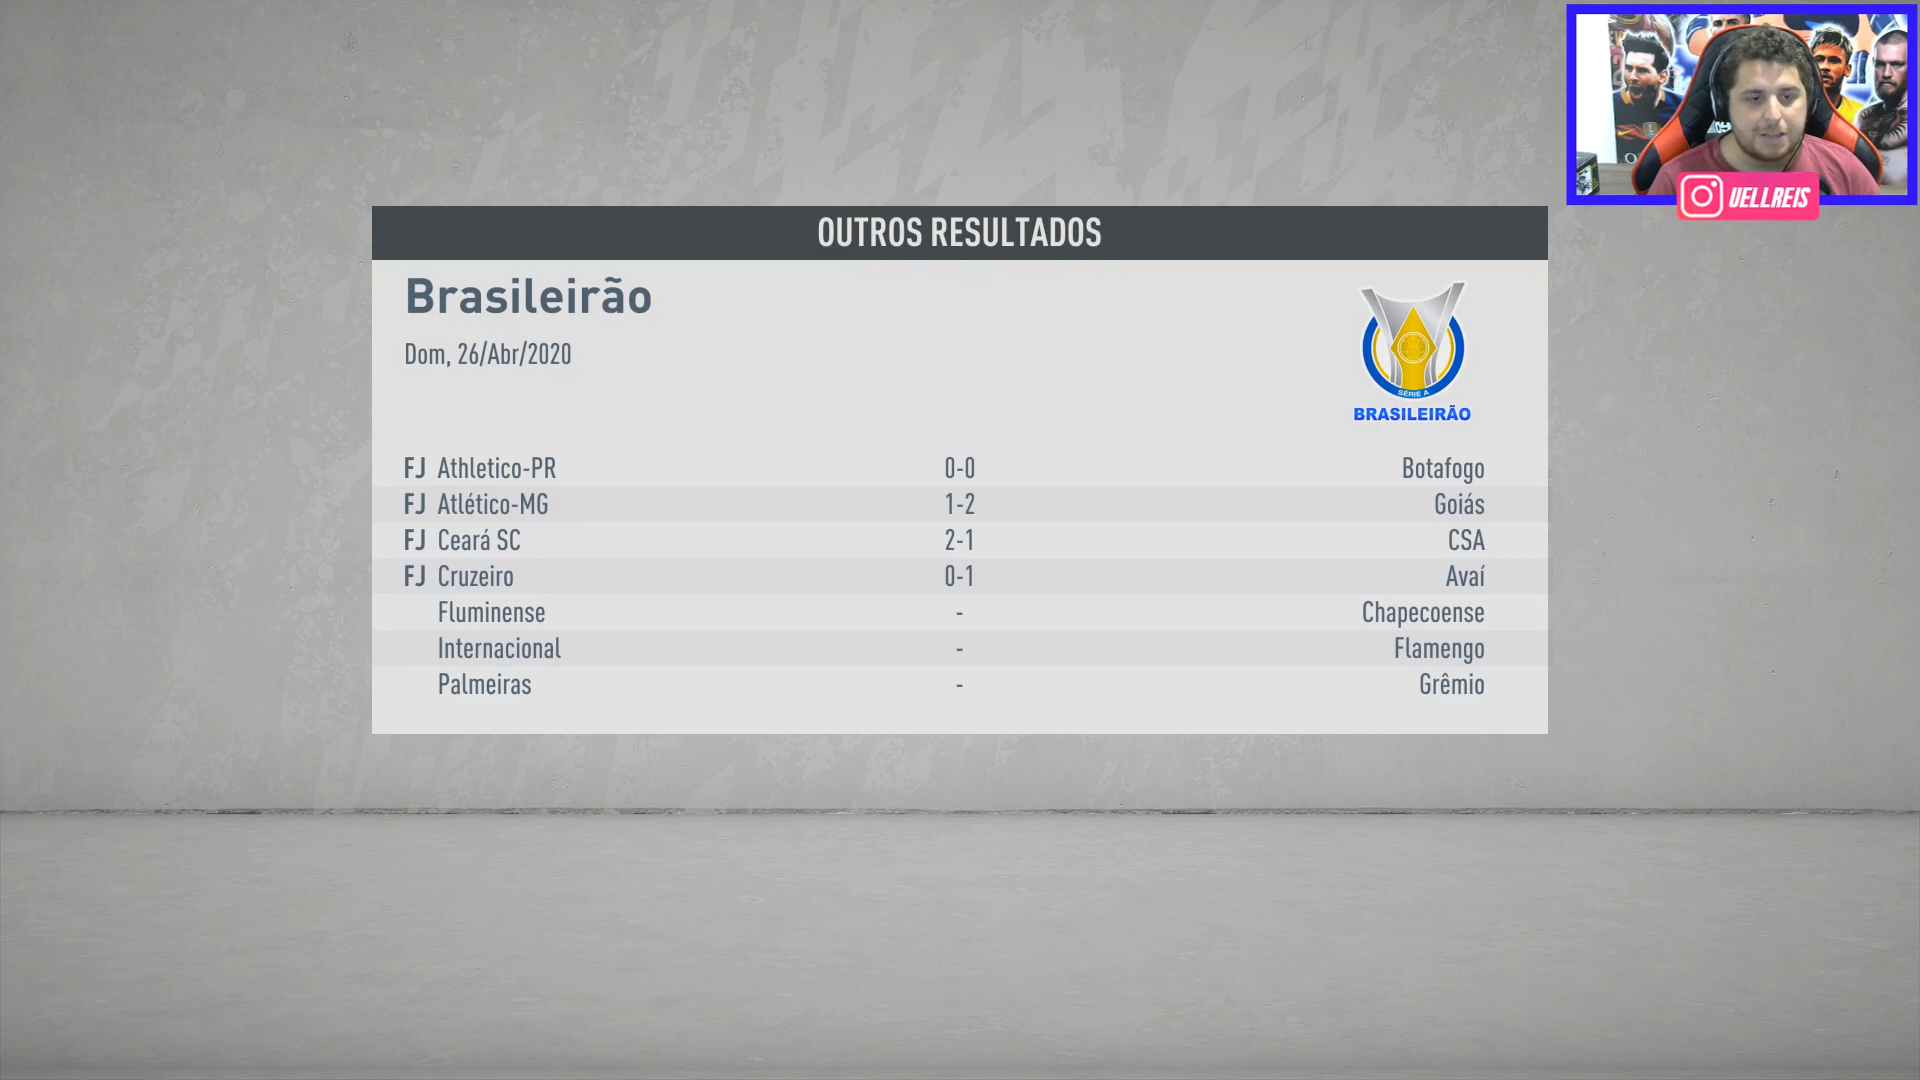 UELLREIS
OUTROS RESULTADOS
Brasileirão
Dom, 26/Abr/2020
SÉRIE A
BRASILEIRÃO
FJ Athletico-PR 0-0 Botafogo
FJ Atlético-MG 1-2 Goiás
FJ Ceará SC 2-1 CSA
FJ Cruzeiro 0-1 Avaí
Fluminense - Chapecoense
Internacional - Flamengo
Palmeiras - Grêmio